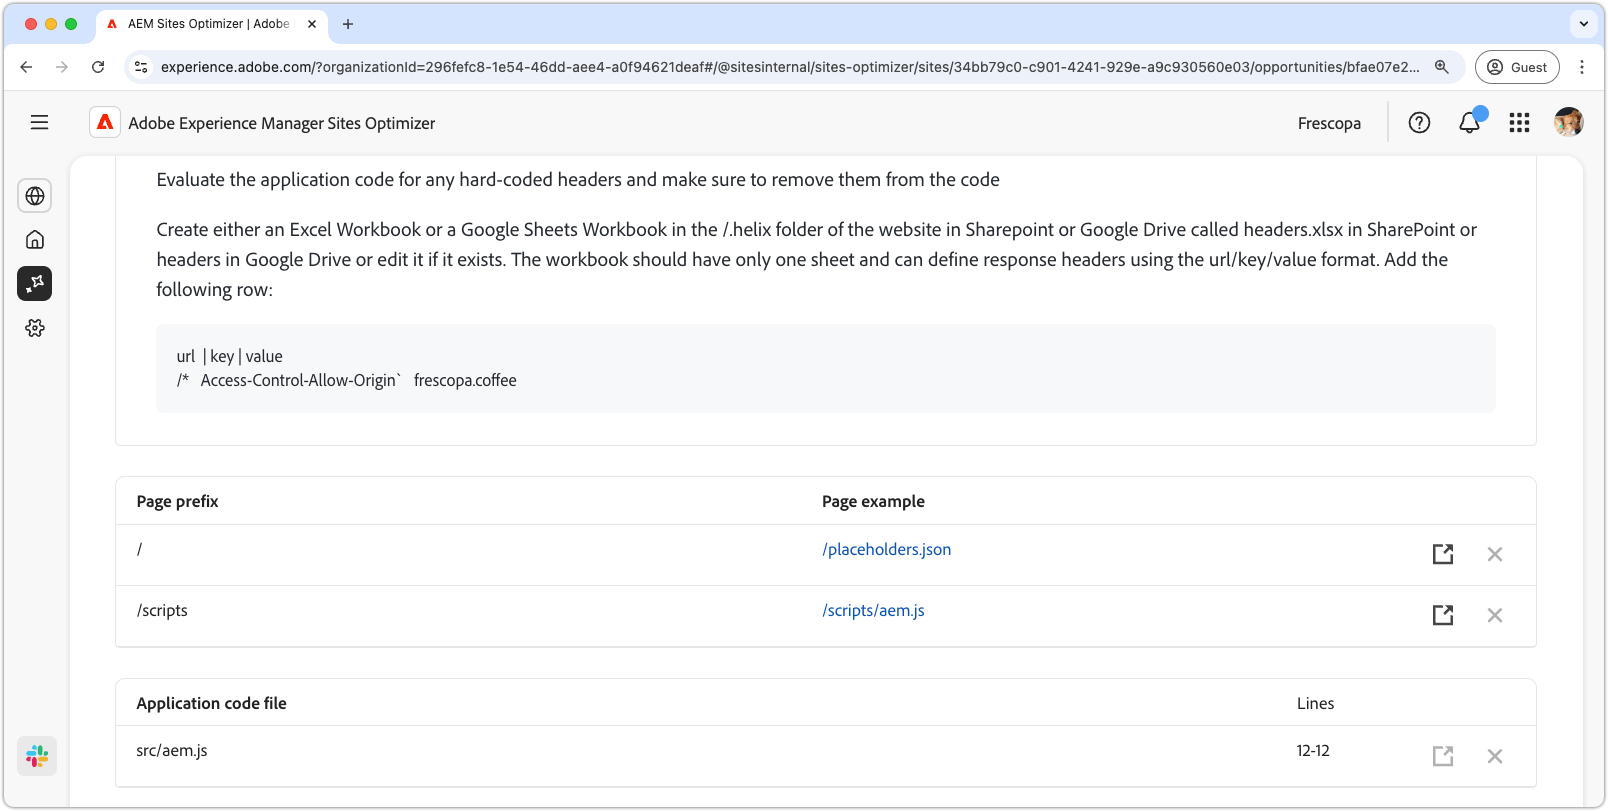 AEM Sites Optimizer | Adobe
experience.adobe.com/?organizationId=296fefc8-1e54-46dd-aee4-a0f94621deaf#/@sitesinternal/sites-optimizer/sites/34bb79c0-c901-4241-929e-a9c930560e03/opportunities/bfae07e2... Guest
Adobe Experience Manager Sites Optimizer Frescopa
Evaluate the application code for any hard-coded headers and make sure to remove them from the code
Create either an Excel Workbook or a Google Sheets Workbook in the /.helix folder of the website in Sharepoint or Google Drive called headers.xlsx in SharePoint or
headers in Google Drive or edit it if it exists. The workbook should have only one sheet and can define response headers using the url/key/value format. Add the
following row:
url | key | value
/* Access-Control-Allow-Origin` frescopa.coffee
Page prefix Page example
/ /placeholders.json
/scripts /scripts/aem.js
Application code file Lines
src/aem.js 12-12